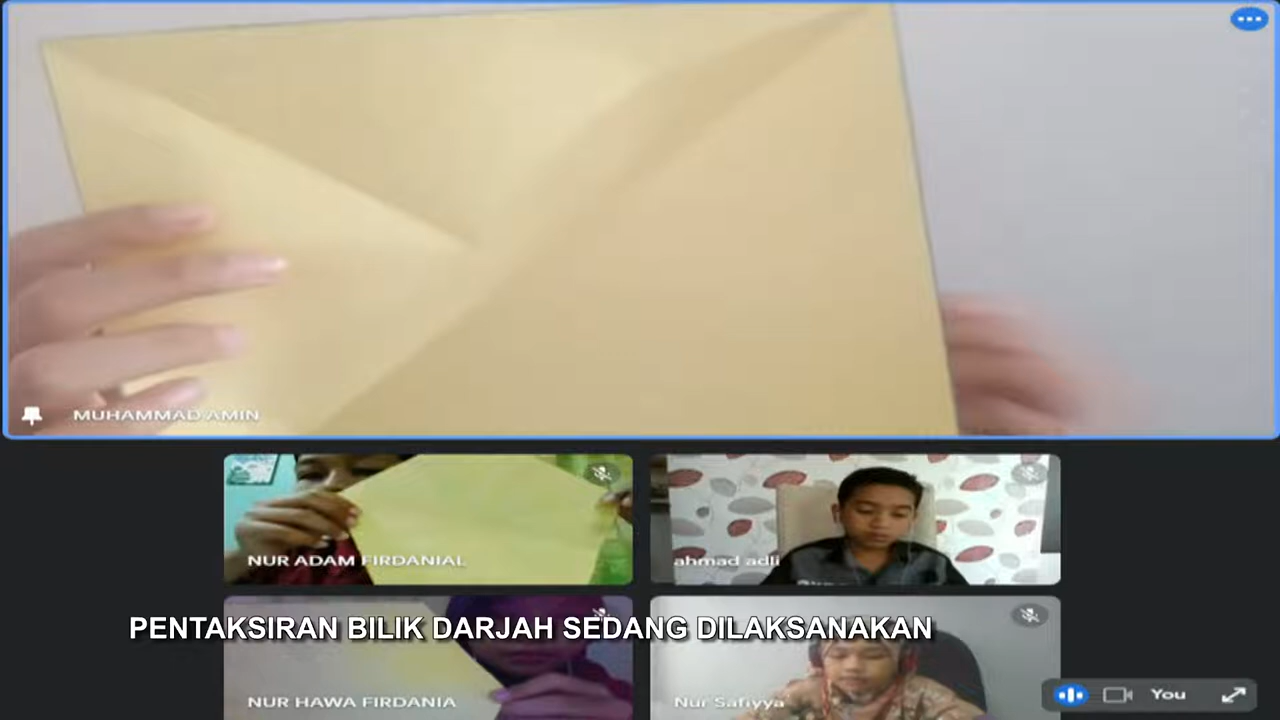 MUHAMMAD AMIN
NUR ADAM FIRDANIAL
ahmad adli
PENTAKSIRAN BILIK DARJAH SEDANG DILAKSANAKAN
NUR HAWA FIRDANIA
Nur Safiyya
You